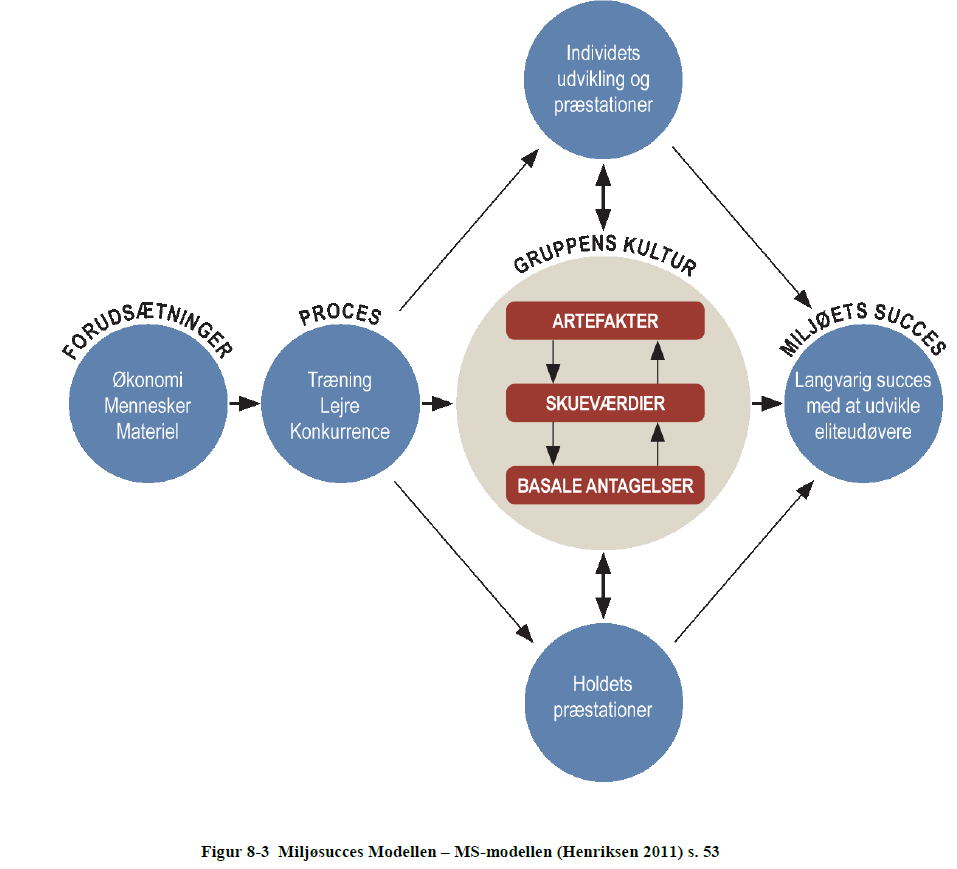 Individets
udvikling og
præstationer
GRUPPENS KULTUR
FORUDSÆTNINGER
Økonomi
Mennesker
Materiel
PROCES
Træning
Lejre
Konkurrence
ARTEFAKTER
SKUEVÆRDIER
BASALE ANTAGELSER
MILJØETS SUCCES
Langvarig succes
med at udvikle
eliteudøvere
Holdets
præstationer
Figur 8-3 Miljøsucces Modellen – MS-modellen (Henriksen 2011) s. 53